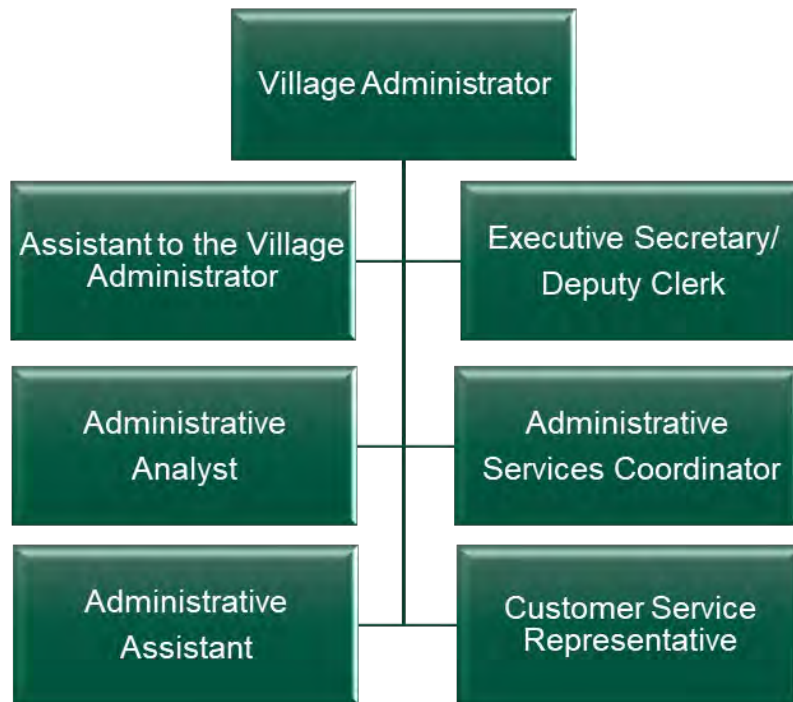 Village Administrator
Assistant to the Village
Administrator
Executive Secretary/
Deputy Clerk
Administrative
Analyst
Administrative
Services Coordinator
Administrative
Assistant
Customer Service
Representative